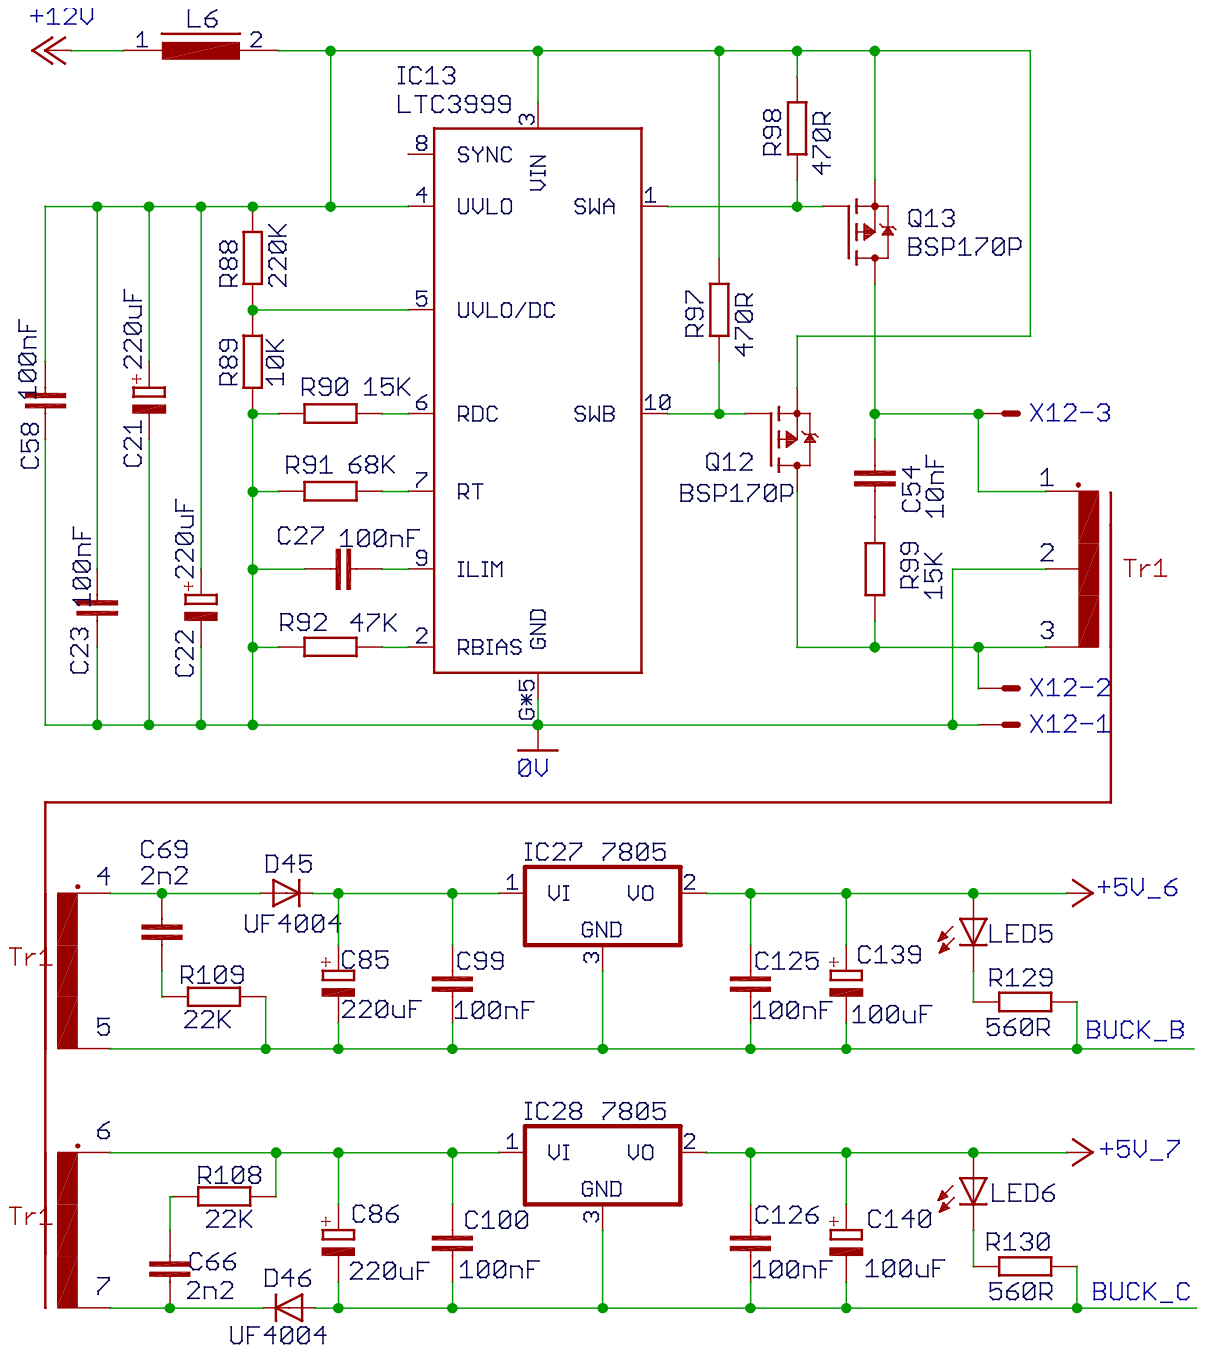 +12V
L6
1
2
IC13
LTC3999
3
8
SYNC
VIN
4
UVLO
SWA
1
R98
470R
Q13
BSP170P
R88
220K
5
UVLO/DC
R97
470R
220uF
C21
100nF
C58
R89
10K
R90 15K
6
RDC
SWB
10
X12-3
R91 68K
7
RT
Q12
BSP170P
C54
10nF
1
C27
100nF
9
ILIM
R99
15K
2
Tr1
100nF
C23
220uF
C22
R92 47K
2
RBIAS
GND
3
G*5
X12-2
X12-1
0V
C69
2n2
4
D45
UF4004
IC27 7805
1
VI
VO
2
GND
3
+5V_6
Tr1
R109
22K
C85
220uF
C99
100nF
C125
100nF
C139
100uF
LED5
R129
560R
5
BUCK_B
6
IC28 7805
1
VI
VO
2
GND
3
+5V_7
Tr1
R108
22K
C86
220uF
C100
100nF
C126
100nF
C140
100uF
LED6
R130
560R
C66
2n2
7
D46
UF4004
BUCK_C